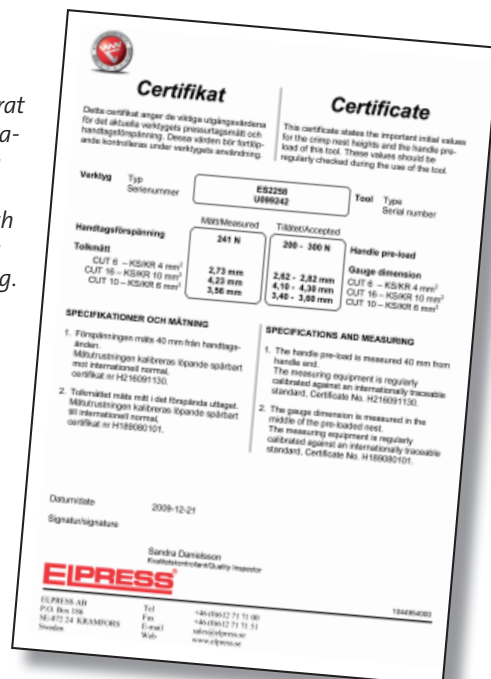 rat
a-
g.
Certifikat
Detta certifikat anger de viktiga utgångsvärdena
för det aktuella verktygets pressurtagsmått och
handtagsförspänning. Dessa värden bör fortlöp-
ande kontrolleras under verktygets användning.
Certificate
This certificate states the important initial values
for the crimp nest heights and the handle pre-
load of this tool. These values should be
regularly checked during the use of the tool.
Verktyg Typ ES2258 Tool Type
Serienummer U099242 Serial number
Mätt/Measured Tillåtet/Accepted
Handtagsförspänning 241 N 200 - 300 N Handle pre-load
Tolkmått Gauge dimension
CUT 6 – KS/KR 4 mm² 2,73 mm 2,62 - 2,82 mm CUT 6 – KS/KR 4 mm²
CUT 16 – KS/KR 10 mm² 4,23 mm 4,10 - 4,30 mm CUT 16 – KS/KR 10 mm²
CUT 10 – KS/KR 6 mm² 3,56 mm 3,40 - 3,60 mm CUT 10 – KS/KR 6 mm²
SPECIFIKATIONER OCH MÄTNING
1. Förspänningen mäts 40 mm från handtags-
änden.
Mätutrustningen kalibreras löpande spårbart
mot internationell normal,
certifikat nr H216091130.
2. Tolkmåttet mäts mitt i det förspända uttaget.
Mätutrustningen kalibreras löpande spårbart
till internationell normal,
certifikat nr H189080101.
SPECIFICATIONS AND MEASURING
1. The handle pre-load is measured 40 mm from
handle end.
The measuring equipment is regularly
calibrated against an internationally traceable
standard, Certificate No. H216091130.
2. The gauge dimension is measured in the
middle of the pre-loaded nest.
The measuring equipment is regularly
calibrated against an internationally traceable
standard, Certificate No. H189080101.
Datum/date 2009-12-21
Signatur/signature
Sandra Danielsson
Kvalitetskontrollant/Quality Inspector
ELPRESS
1844954000
ELPRESS AB
P.O. Box 186
SE-872 24 KRAMFORS
Sweden
Tel +46 (0)612 71 71 00
Fax +46 (0)612 71 71 51
E-mail sales@elpress.se
Web www.elpress.se